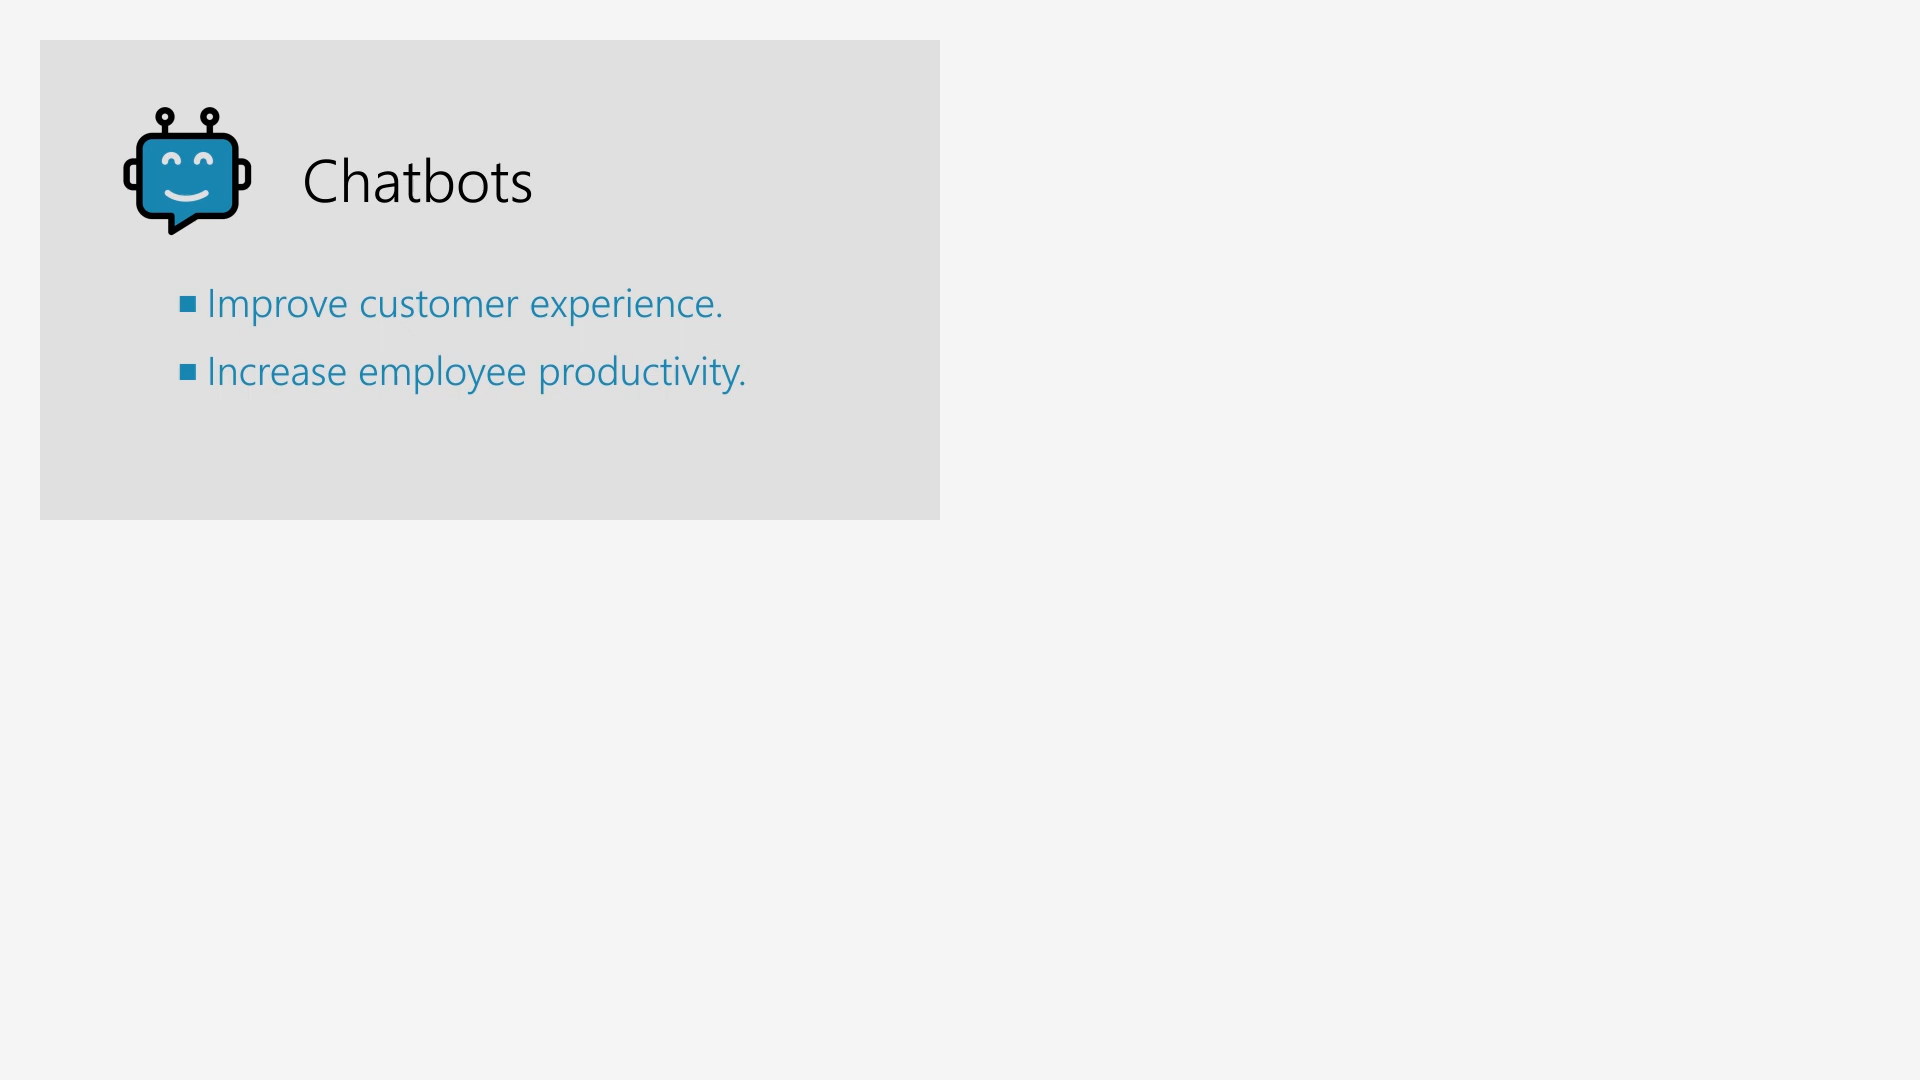 Chatbots
Improve customer experience.
Increase employee productivity.